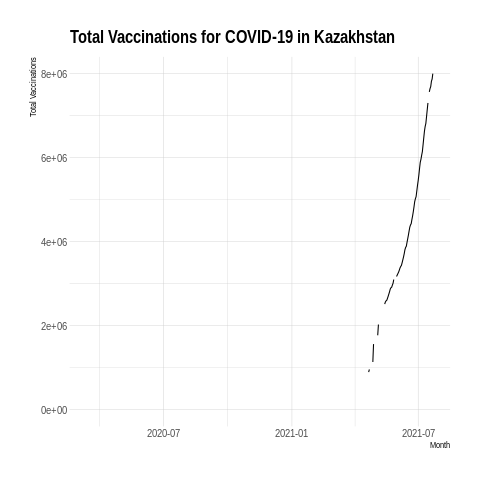 Total Vaccinations for COVID-19 in Kazakhstan
Total Vaccinations
8e+06
6e+06
4e+06
2e+06
0e+00
2020-07
2021-01
2021-07
Month